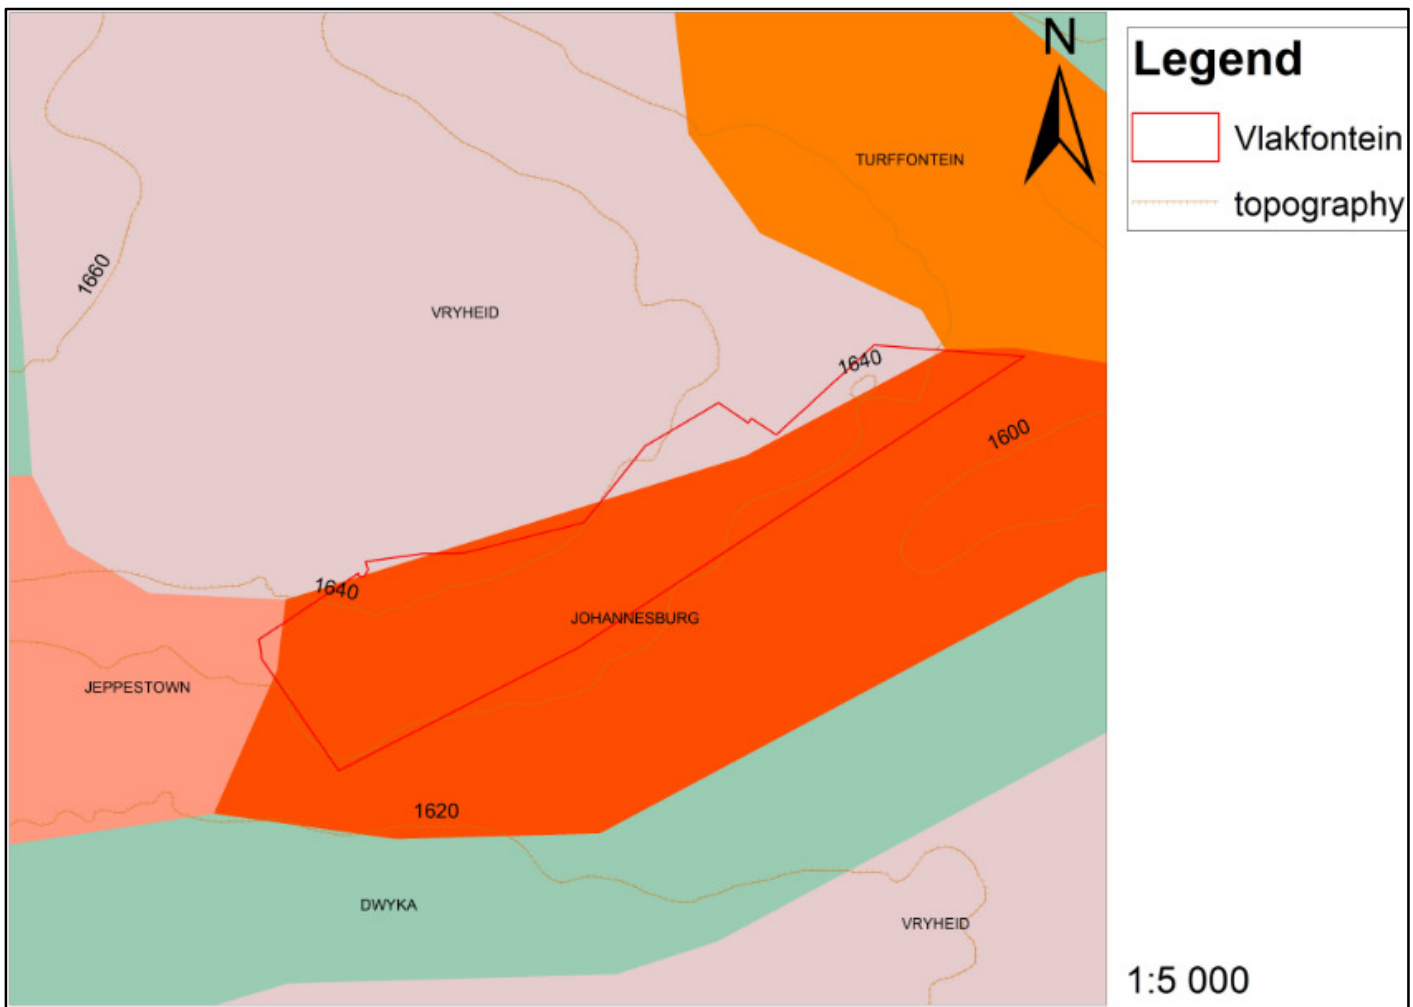 N
Legend
Vlakfontein
topography
TURFFONTEIN
1660
VRYHEID
1640
1600
1640
JOHANNESBURG
JEPPESTOWN
1620
DWYKA
VRYHEID
1:5 000